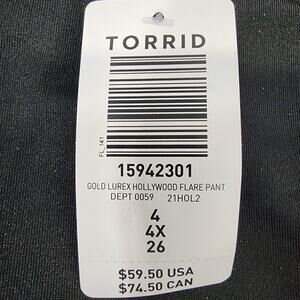 TORRID
FL_141
15942301
GOLD LUREX HOLLYWOOD FLARE PANT
DEPT 0059 21HOL2
4
4X
26
$59.50 USA
$74.50 CAN